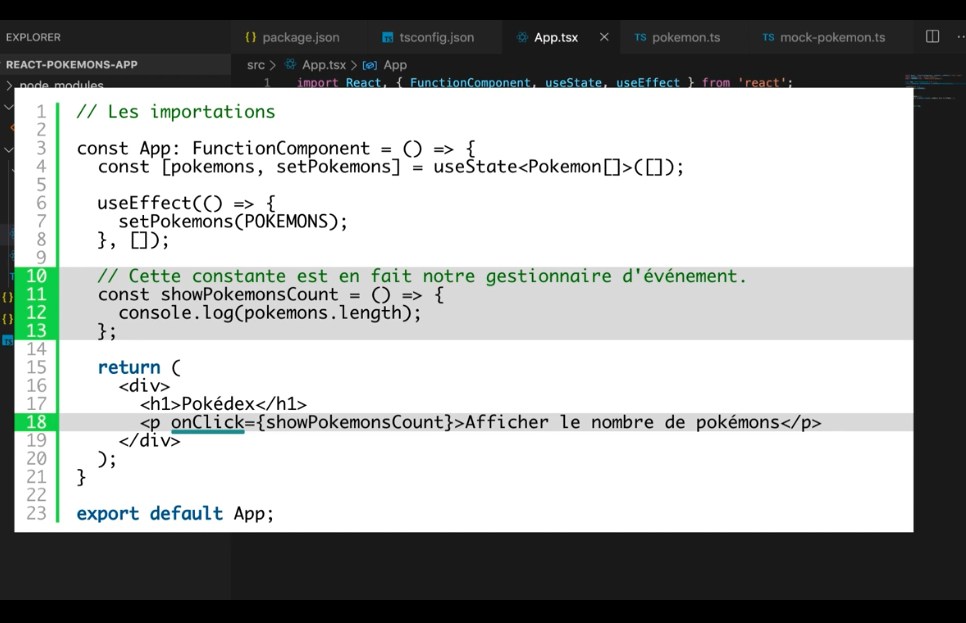 EXPLORER
{} package.json
TS tsconfig.json
App.tsx ×
TS pokemon.ts
TS mock-pokemon.ts
REACT-POKEMONS-APP
src > App.tsx > App
node_modules
1 import React, { FunctionComponent, useState, useEffect } from 'react';
1 // Les importations
2
3 const App: FunctionComponent = () => {
4 const [pokemons, setPokemons] = useState<Pokemon[]>([]);
5
6 useEffect(() => {
7 setPokemons(POKEMONS);
8 }, []);
9
10 // Cette constante est en fait notre gestionnaire d'événement.
11 const showPokemonsCount = () => {
12 console.log(pokemons.length);
13 };
14
15 return (
16 <div>
17 <h1>Pokédex</h1>
18 <p onClick={showPokemonsCount}>Afficher le nombre de pokémons</p>
19 </div>
20 );
21 }
22
23 export default App;